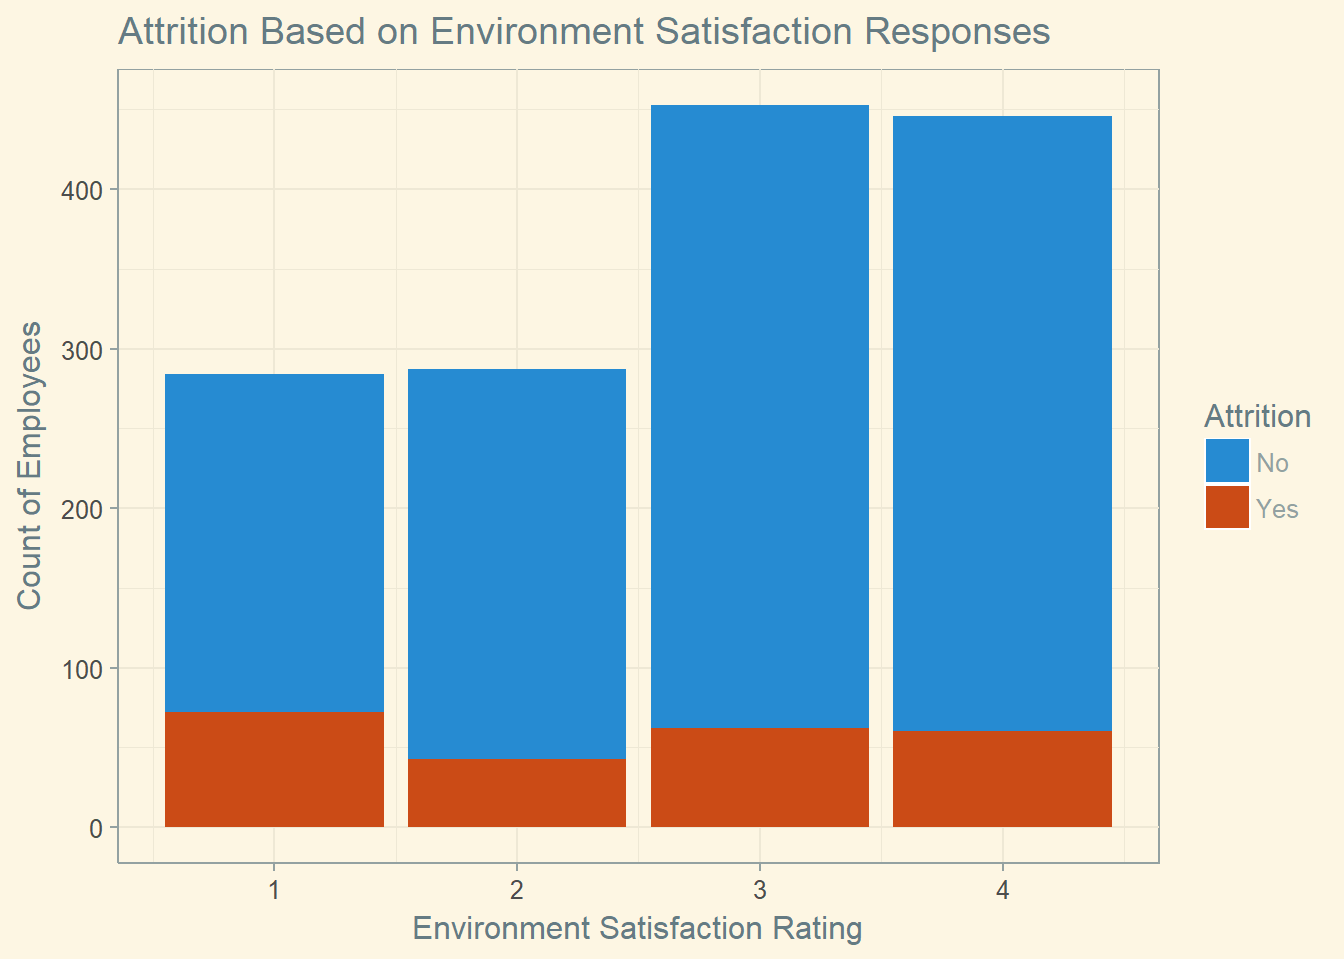 Attrition Based on Environment Satisfaction Responses
Count of Employees
400
300
200
100
0
1 2 3 4
Environment Satisfaction Rating
Attrition
No
Yes